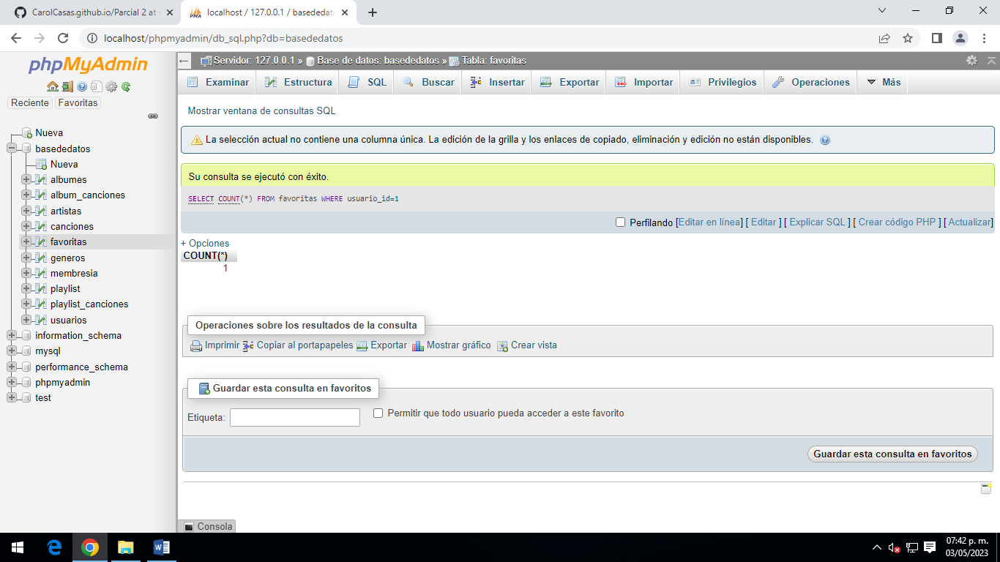 CarolCasas.github.io/Parcial 2 at
localhost / 127.0.0.1 / basededato
localhost/phpmyadmin/db_sql.php?db=basededatos
phpMyAdmin
Reciente Favoritas
Nueva
basededatos
Nueva
albumes
album_canciones
artistas
canciones
favoritas
generos
membresia
playlist
playlist_canciones
usuarios
information_schema
mysql
performance_schema
phpmyadmin
test
Servidor: 127.0.0.1 » Base de datos: basededatos » Tabla: favoritas
Examinar Estructura SQL Buscar Insertar Exportar Importar Privilegios Operaciones Más
Mostrar ventana de consultas SQL
La selección actual no contiene una columna única. La edición de la grilla y los enlaces de copiado, eliminación y edición no están disponibles.
Su consulta se ejecutó con éxito.
SELECT COUNT(*) FROM favoritas WHERE usuario_id=1
Perfilando [Editar en línea] [ Editar ] [ Explicar SQL ] [ Crear código PHP ] [ Actualizar]
+ Opciones
COUNT(*)
1
Operaciones sobre los resultados de la consulta
Imprimir Copiar al portapapeles Exportar Mostrar gráfico Crear vista
Guardar esta consulta en favoritos
Etiqueta: Permitir que todo usuario pueda acceder a este favorito
Guardar esta consulta en favoritos
Consola
07:42 p. m.
03/05/2023